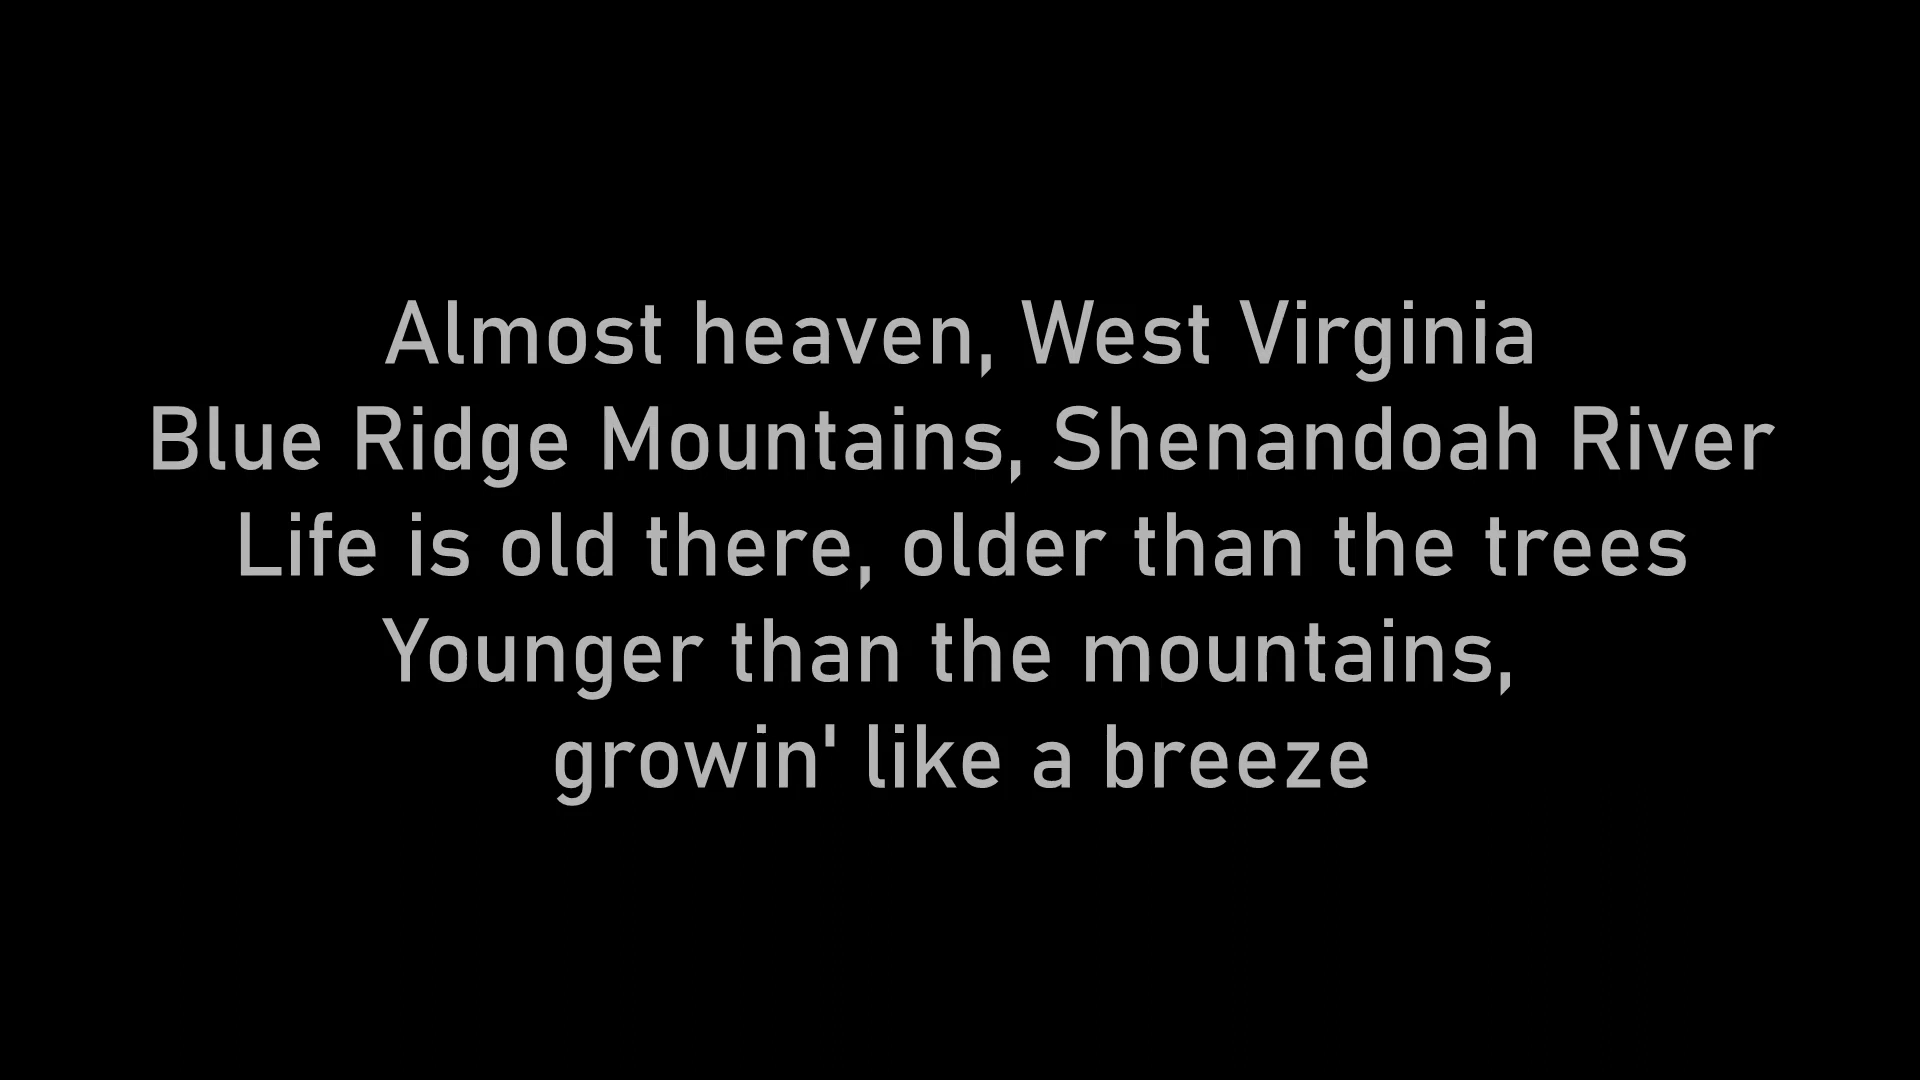 Almost heaven, West Virginia
Blue Ridge Mountains, Shenandoah River
Life is old there, older than the trees
Younger than the mountains,
growin' like a breeze